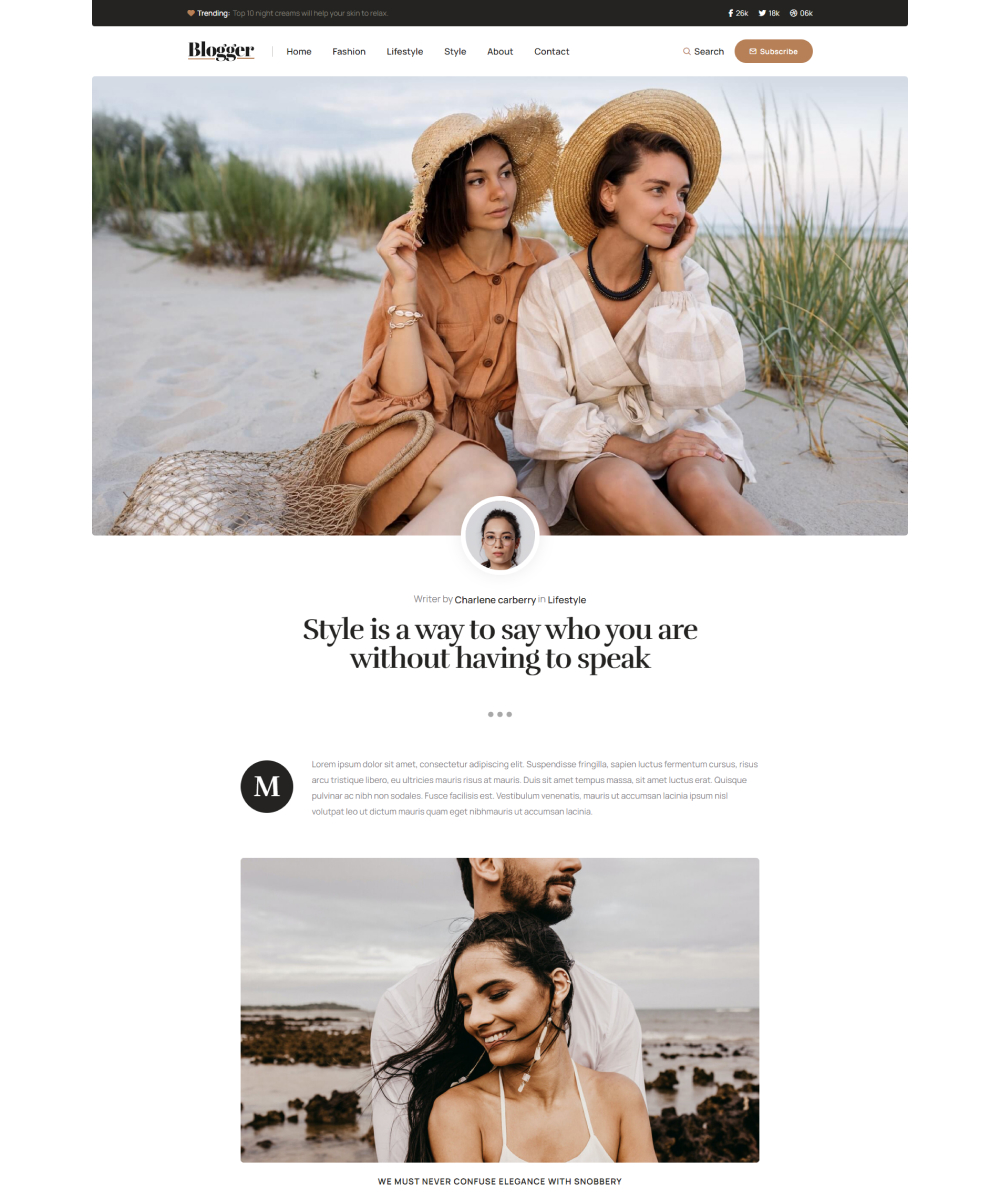 Trending: Top 10 night creams will help your skin to relax.
26k 18k 06k
Blogger
Home Fashion Lifestyle Style About Contact
Search
Subscribe
Writer by Charlene carberry in Lifestyle
Style is a way to say who you are
without having to speak
M
Lorem ipsum dolor sit amet, consectetur adipiscing elit. Suspendisse fringilla, sapien luctus fermentum cursus, risus
arcu tristique libero, eu ultricies mauris risus at mauris. Duis sit amet tempus massa, sit amet luctus erat. Quisque
pulvinar ac nibh non sodales. Fusce facilisis est. Vestibulum venenatis, mauris ut accumsan lacinia ipsum nisl
volutpat leo ut dictum mauris quam eget nibhmauris ut accumsan lacinia.
WE MUST NEVER CONFUSE ELEGANCE WITH SNOBBERY